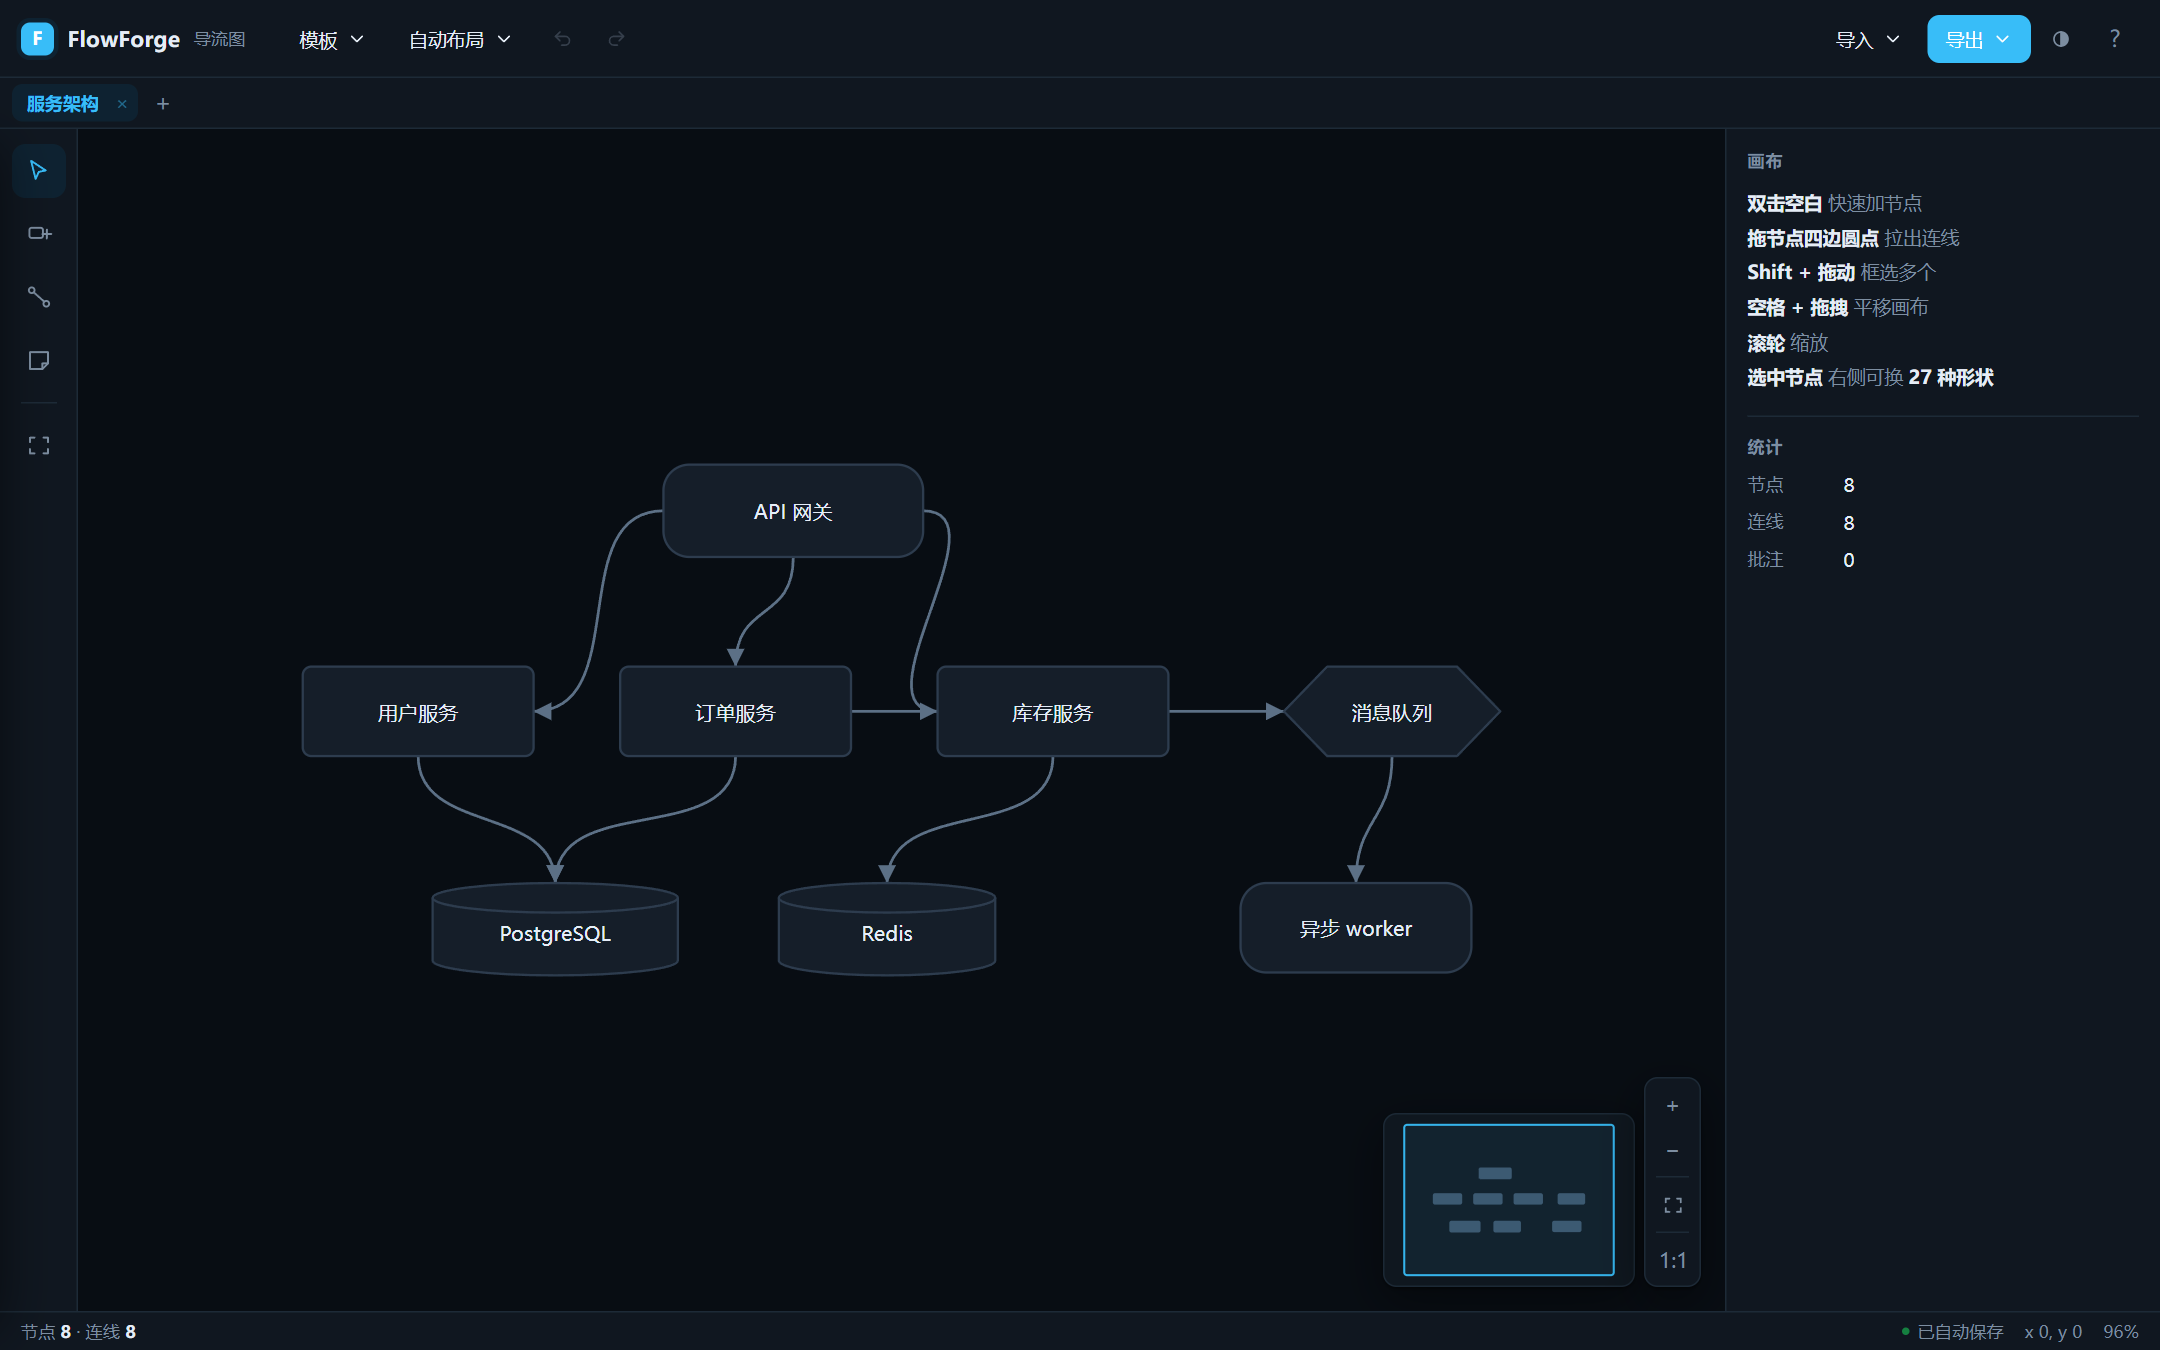 F FlowForge 导流图 模板 自动布局 导入 导出 ?
服务架构 × +
画布
双击空白 快速加节点
拖节点四边圆点 拉出连线
Shift + 拖动 框选多个
空格 + 拖拽 平移画布
滚轮 缩放
选中节点 右侧可换 27 种形状
统计
节点 8
连线 8
批注 0
API 网关
用户服务 订单服务 库存服务 消息队列
PostgreSQL Redis 异步 worker
+
−
1:1
节点 8 · 连线 8 已自动保存 x 0, y 0 96%